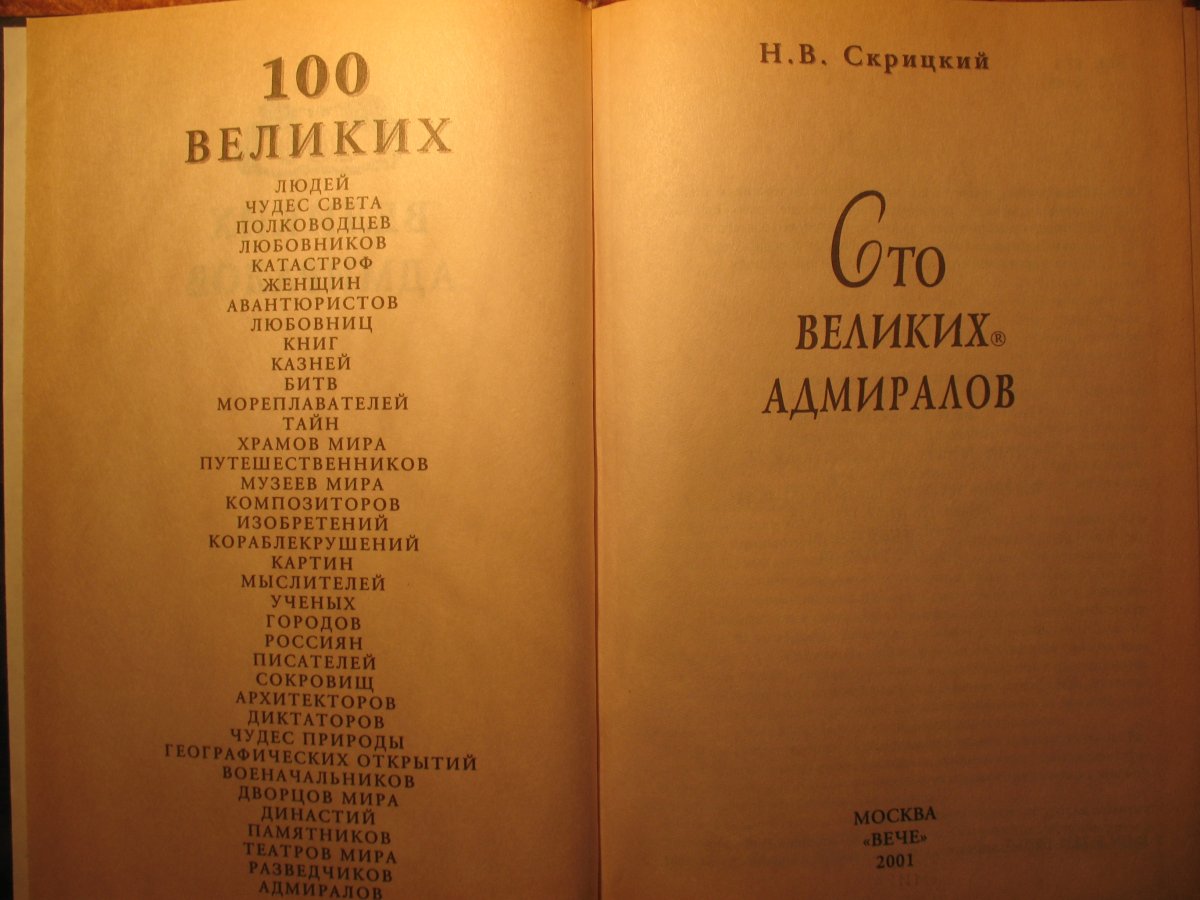 100
ВЕЛИКИХ
ЛЮДЕЙ
ЧУДЕС СВЕТА
ПОЛКОВОДЦЕВ
ЛЮБОВНИКОВ
КАТАСТРОФ
ЖЕНЩИН
АВАНТЮРИСТОВ
ЛЮБОВНИЦ
КНИГ
КАЗНЕЙ
БИТВ
МОРЕПЛАВАТЕЛЕЙ
ТАЙН
ХРАМОВ МИРА
ПУТЕШЕСТВЕННИКОВ
МУЗЕЕВ МИРА
КОМПОЗИТОРОВ
ИЗОБРЕТЕНИЙ
КОРАБЛЕКРУШЕНИЙ
КАРТИН
МЫСЛИТЕЛЕЙ
УЧЕНЫХ
ГОРОДОВ
РОССИЯН
ПИСАТЕЛЕЙ
СОКРОВИЩ
АРХИТЕКТОРОВ
ДИКТАТОРОВ
ЧУДЕС ПРИРОДЫ
ГЕОГРАФИЧЕСКИХ ОТКРЫТИЙ
ВОЕНАЧАЛЬНИКОВ
ДВОРЦОВ МИРА
ДИНАСТИЙ
ПАМЯТНИКОВ
ТЕАТРОВ МИРА
РАЗВЕДЧИКОВ
АДМИРАЛОВ
Н.В. Скрицкий
Сто
ВЕЛИКИХ®
АДМИРАЛОВ
МОСКВА
«ВЕЧЕ»
2001